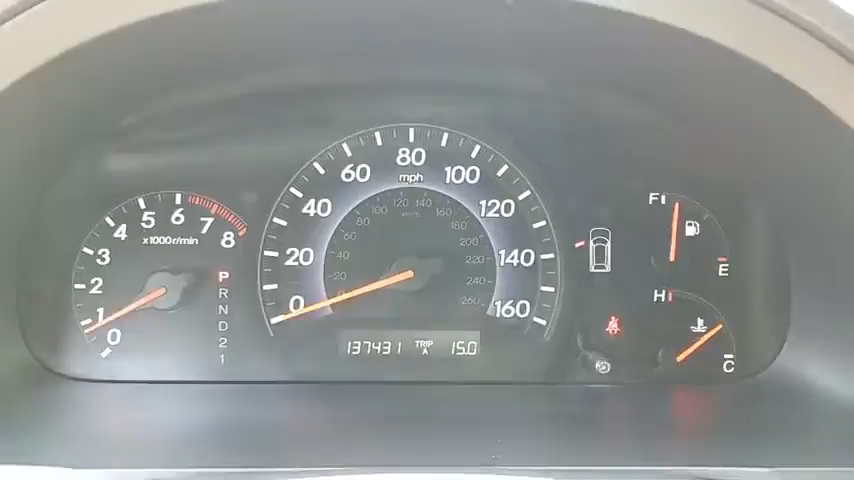 0
1
2
3
4
5
6
7
8
x1000r/min
P
R
N
D
2
1
0
20
40
60
80
100
120
140
160
mph
20
40
60
80
100
120
140
160
180
200
220
240
260
km/h
137431 TRIP A 15.0
F
E
H
C